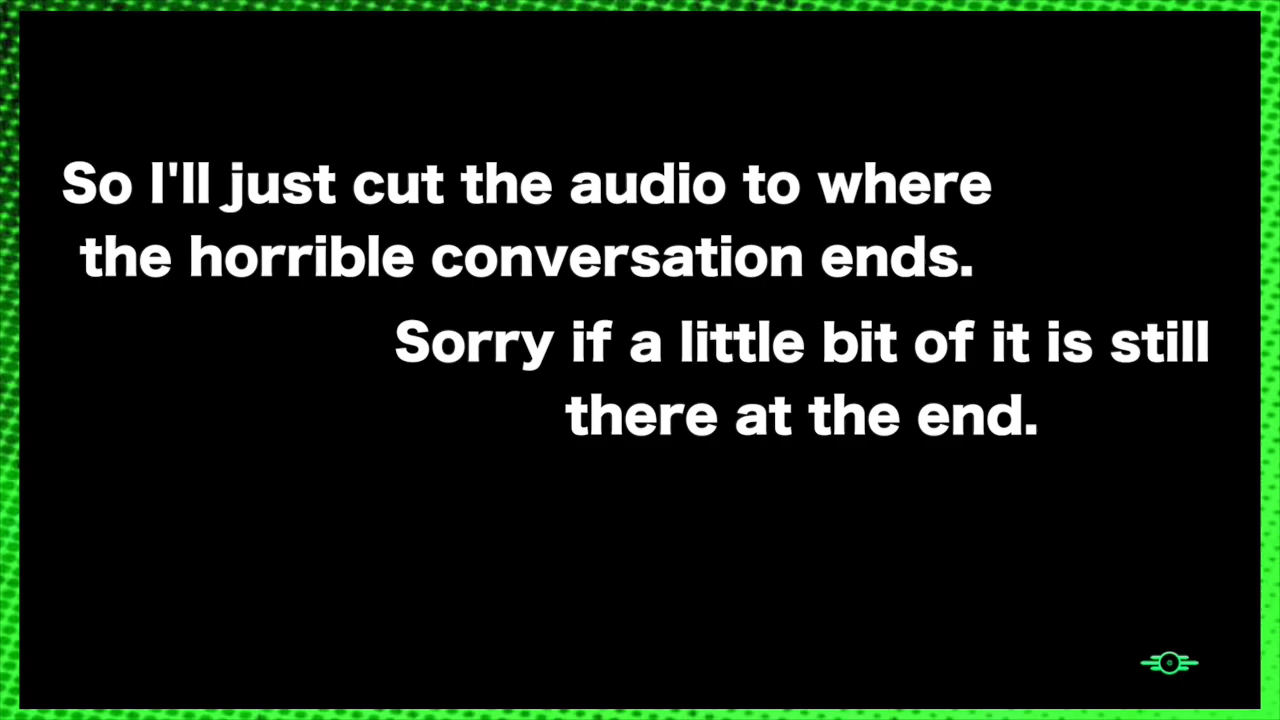 So I'll just cut the audio to where
the horrible conversation ends.
Sorry if a little bit of it is still
there at the end.